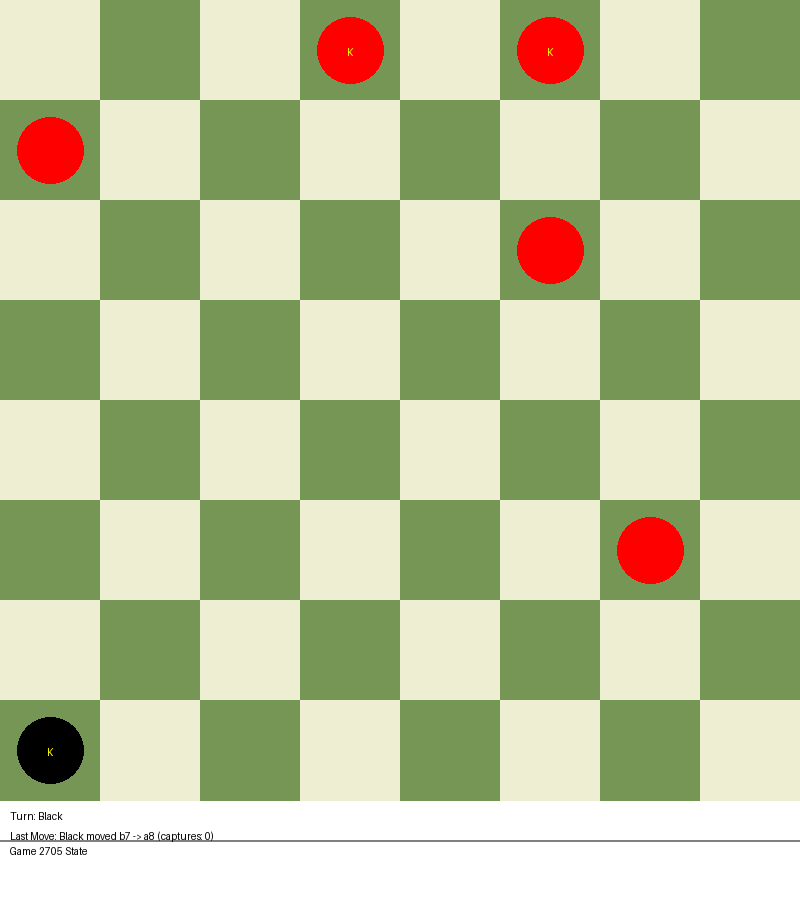 K K
K
Turn: Black
Last Move: Black moved b7 -> a8 (captures: 0)
Game 2705 State